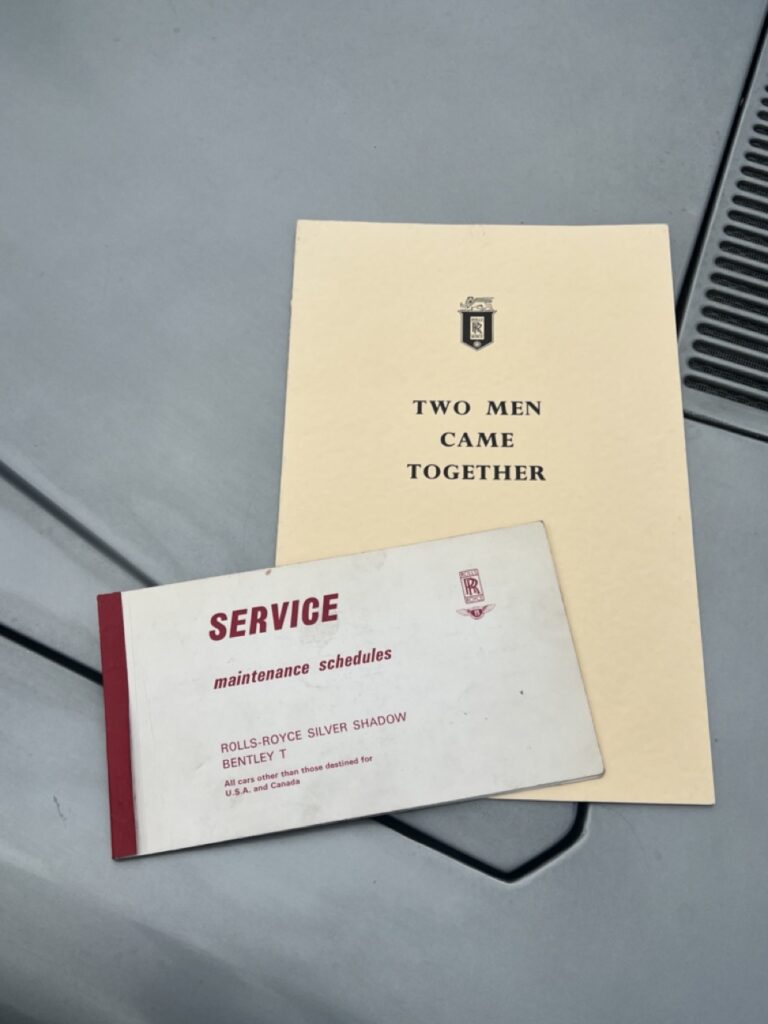 TWO MEN
CAME
TOGETHER
SERVICE
maintenance schedules
ROLLS-ROYCE SILVER SHADOW
BENTLEY T
All cars other than those destined for
U.S.A. and Canada